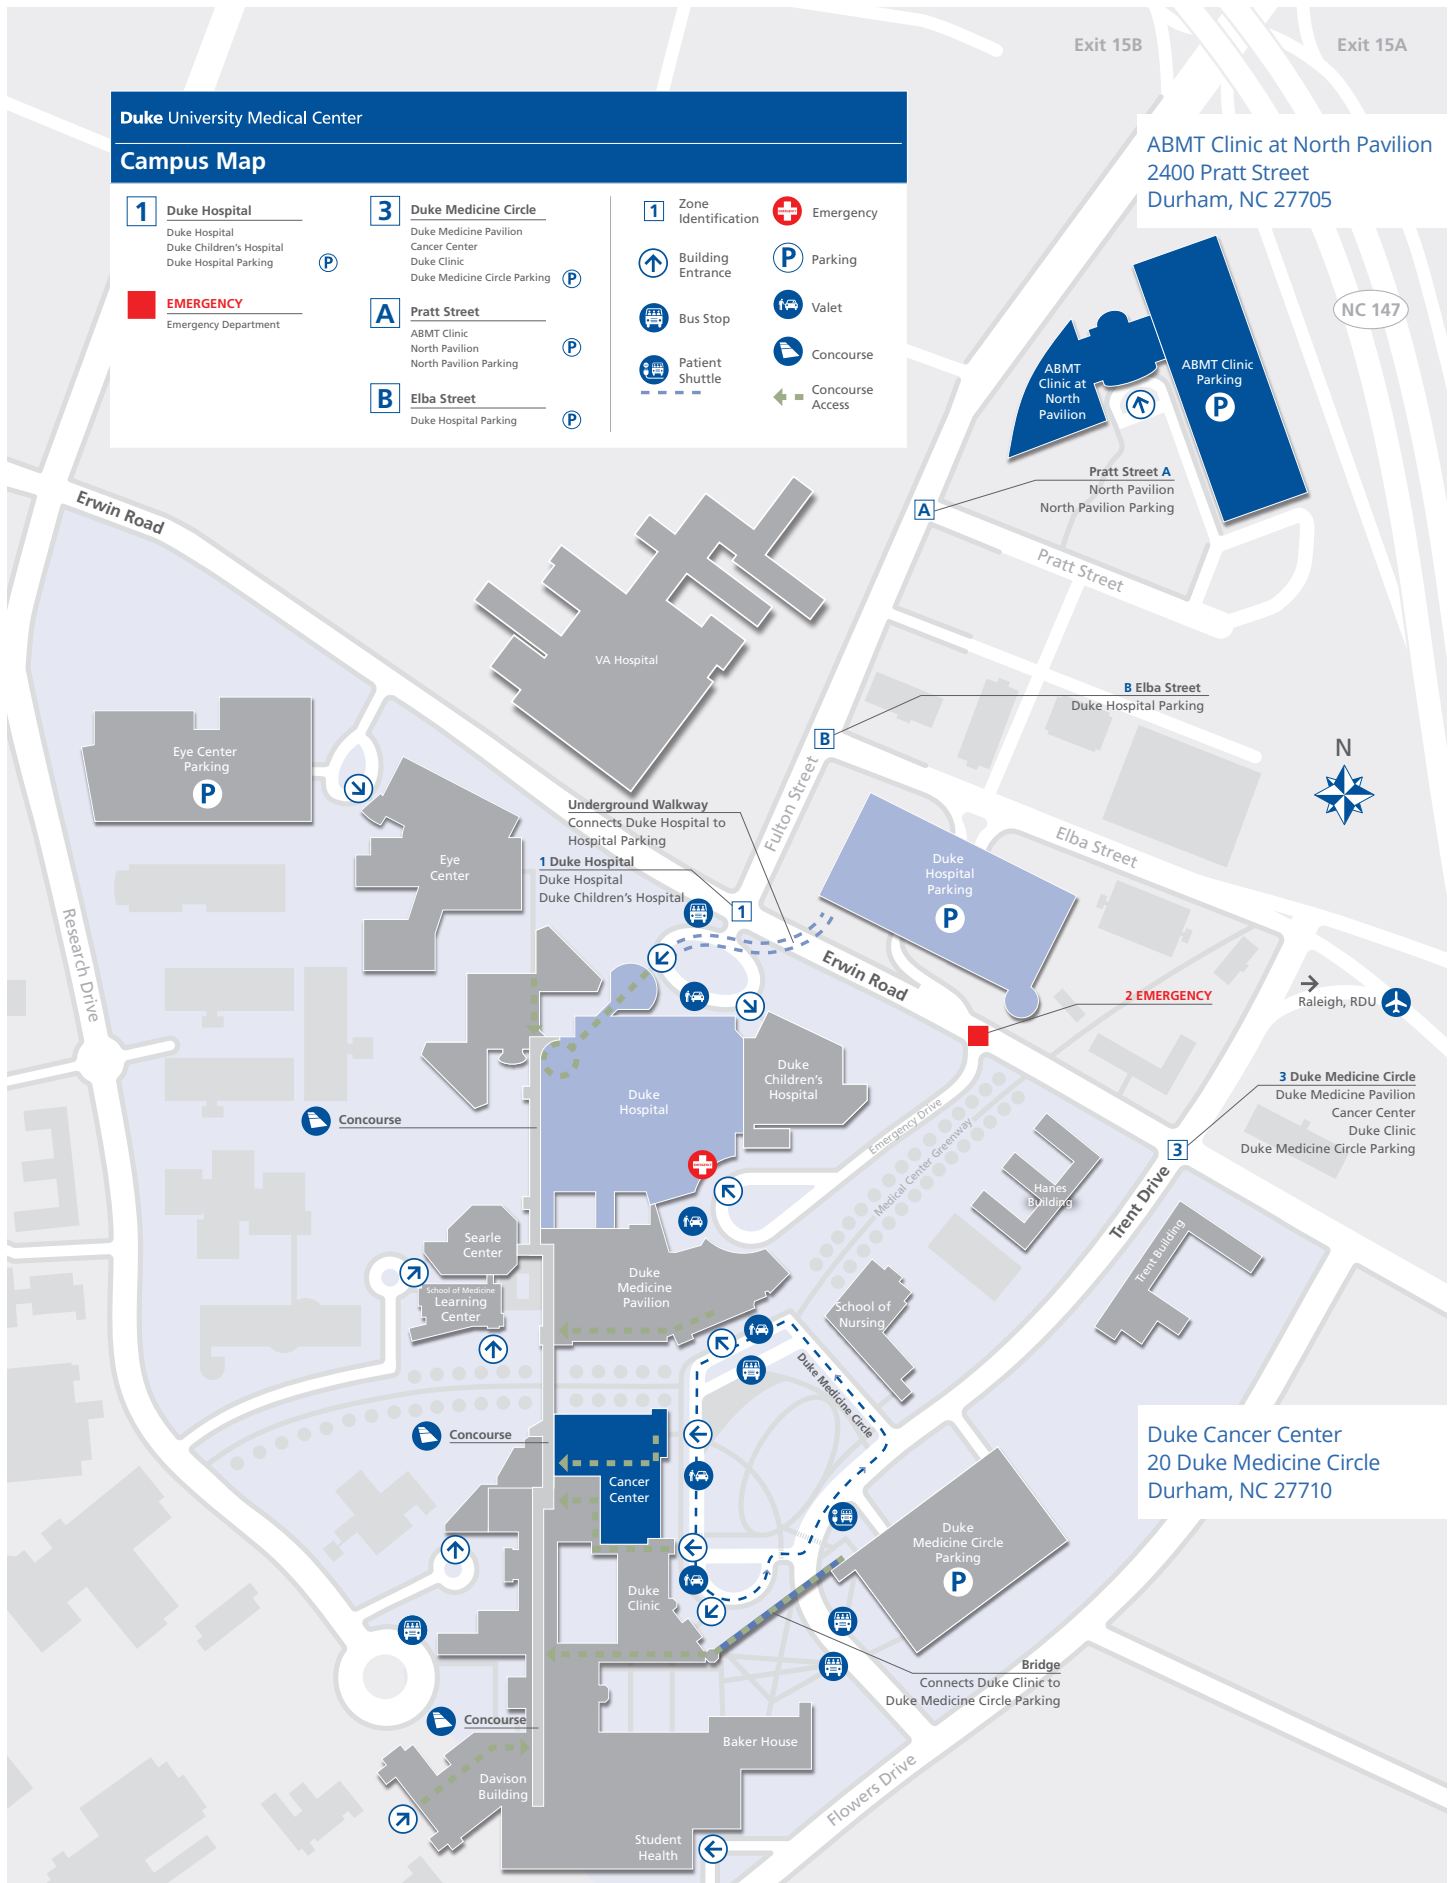 Exit 15B
Exit 15A
Duke University Medical Center
Campus Map
1
Duke Hospital
Duke Hospital
Duke Children's Hospital
Duke Hospital Parking
P
EMERGENCY
Emergency Department
3
Duke Medicine Circle
Duke Medicine Pavilion
Cancer Center
Duke Clinic
Duke Medicine Circle Parking
P
A
Pratt Street
ABMT Clinic
North Pavilion
North Pavilion Parking
P
B
Elba Street
Duke Hospital Parking
P
1
Zone
Identification
Building
Entrance
Bus Stop
Patient
Shuttle
EMERGENCY
Emergency
P
Parking
Valet
Concourse
Concourse
Access
ABMT Clinic at North Pavilion
2400 Pratt Street
Durham, NC 27705
NC 147
ABMT
Clinic at
North
Pavilion
ABMT Clinic
Parking
P
Pratt Street A
North Pavilion
North Pavilion Parking
A
Pratt Street
Erwin Road
VA Hospital
B Elba Street
Duke Hospital Parking
B
N
Eye Center
Parking
P
Fulton Street
Underground Walkway
Connects Duke Hospital to
Hospital Parking
Elba Street
Eye
Center
1 Duke Hospital
Duke Hospital
Duke Children's Hospital
1
Duke
Hospital
Parking
P
Research Drive
Erwin Road
2 EMERGENCY
Raleigh, RDU
Duke
Hospital
Duke
Children's
Hospital
3 Duke Medicine Circle
Duke Medicine Pavilion
Cancer Center
Duke Clinic
Duke Medicine Circle Parking
3
Concourse
Emergency Drive
Medical Center Greenway
EMERGENCY
Hanes
Building
Trent Drive
Trent Building
Searle
Center
School of Medicine
Learning
Center
Duke
Medicine
Pavilion
School of
Nursing
Duke Medicine Circle
Concourse
Cancer
Center
Duke Cancer Center
20 Duke Medicine Circle
Durham, NC 27710
Duke
Medicine Circle
Parking
P
Duke
Clinic
Bridge
Connects Duke Clinic to
Duke Medicine Circle Parking
Concourse
Baker House
Davison
Building
Flowers Drive
Student
Health